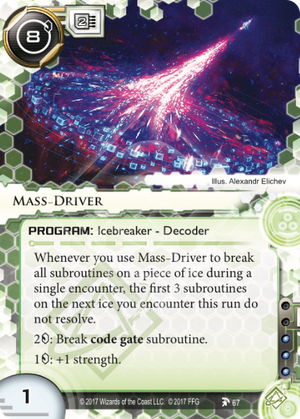 8
2
Illus. Alexandr Elichev
MASS-DRIVER
PROGRAM: Icebreaker - Decoder
Whenever you use Mass-Driver to break
all subroutines on a piece of ice during a
single encounter, the first 3 subroutines
on the next ice you encounter this run do
not resolve.
2: Break code gate subroutine.
1: +1 strength.
1
© 2017 Wizards of the Coast LLC. © 2017 FFG 67